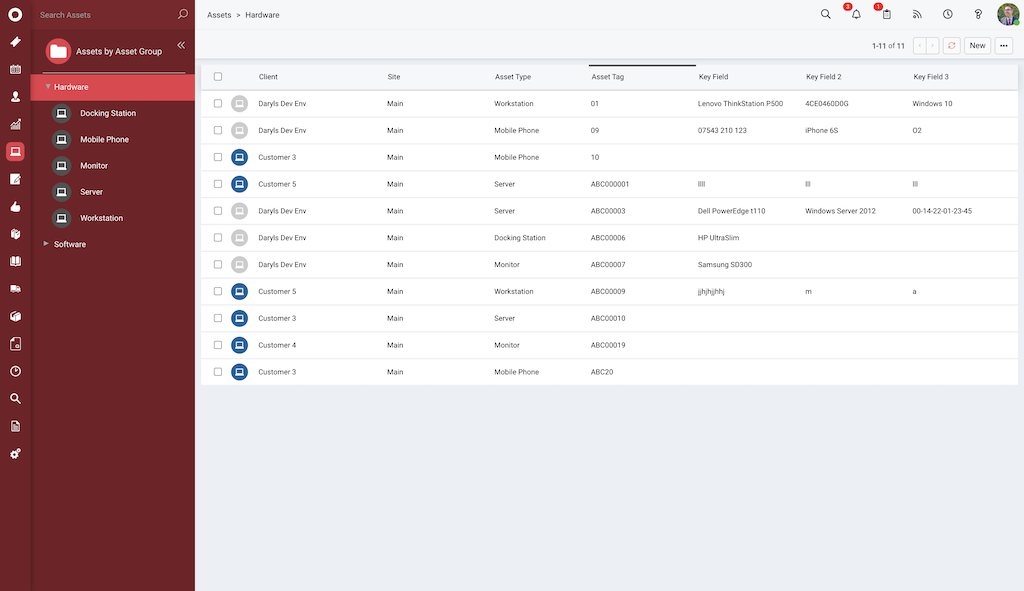 Search Assets
Assets > Hardware
3
1
Assets by Asset Group
1-11 of 11
New
Hardware
Docking Station
Mobile Phone
Monitor
Server
Workstation
Software
Client Site Asset Type Asset Tag Key Field Key Field 2 Key Field 3
Daryls Dev Env Main Workstation 01 Lenovo ThinkStation P500 4CE0460D0G Windows 10
Daryls Dev Env Main Mobile Phone 09 07543 210 123 iPhone 6S O2
Customer 3 Main Mobile Phone 10
Customer 5 Main Server ABC000001 llll lll lll
Daryls Dev Env Main Server ABC00003 Dell PowerEdge t110 Windows Server 2012 00-14-22-01-23-45
Daryls Dev Env Main Docking Station ABC00006 HP UltraSlim
Daryls Dev Env Main Monitor ABC00007 Samsung SD300
Customer 5 Main Workstation ABC00009 jjhjhjjhhj m a
Customer 3 Main Server ABC00010
Customer 4 Main Monitor ABC00019
Customer 3 Main Mobile Phone ABC20